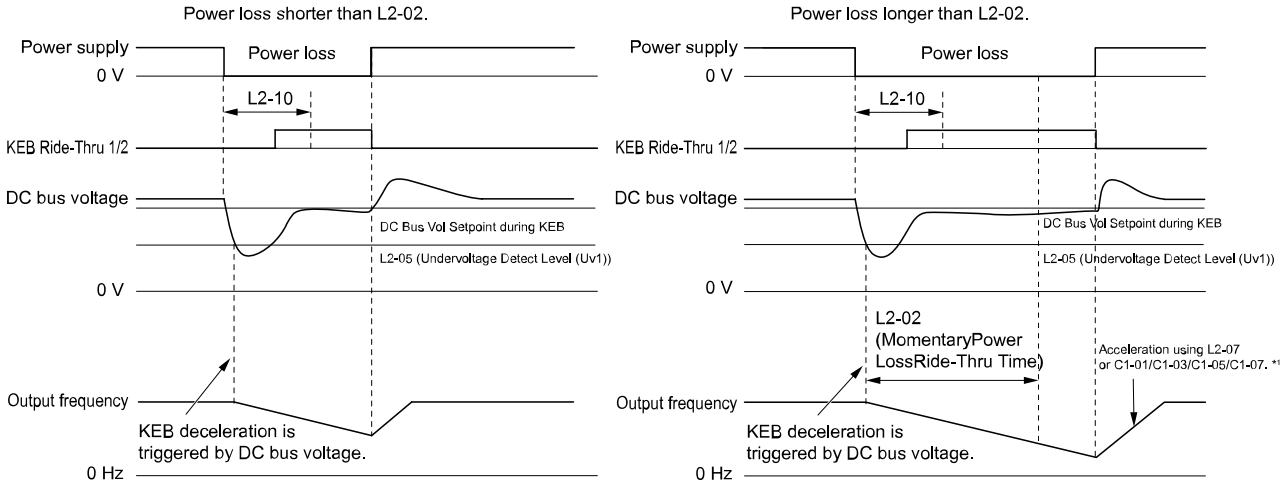 Power loss shorter than L2-02.
Power supply
Power loss
0 V
L2-10
KEB Ride-Thru 1/2
DC bus voltage
DC Bus Vol Setpoint during KEB
L2-05 (Undervoltage Detect Level (Uv1))
0 V
Output frequency
KEB deceleration is
triggered by DC bus voltage.
0 Hz
Power loss longer than L2-02.
Power supply
Power loss
0 V
L2-10
KEB Ride-Thru 1/2
DC bus voltage
DC Bus Vol Setpoint during KEB
L2-05 (Undervoltage Detect Level (Uv1))
0 V
L2-02
(MomentaryPower
LossRide-Thru Time)
Acceleration using L2-07
or C1-01/C1-03/C1-05/C1-07. *1
Output frequency
KEB deceleration is
triggered by DC bus voltage.
0 Hz